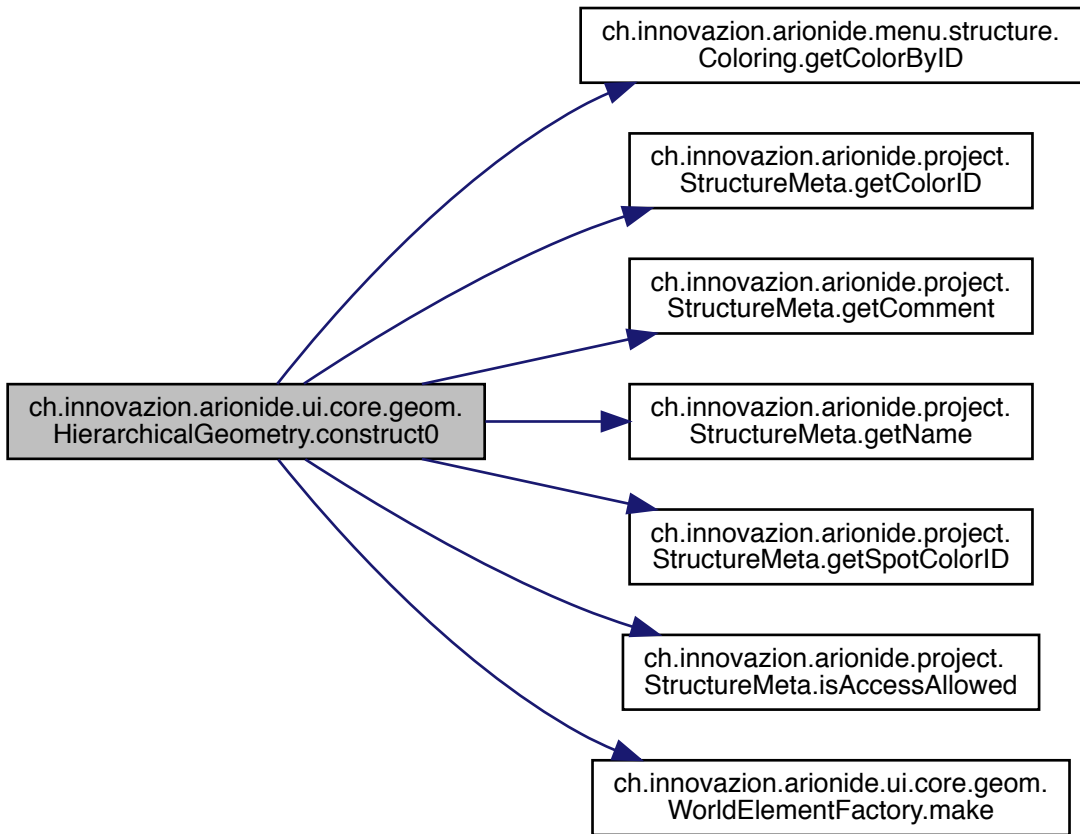 ch.innovazion.arionide.menu.structure.
Coloring.getColorByID
ch.innovazion.arionide.project.
StructureMeta.getColorID
ch.innovazion.arionide.project.
StructureMeta.getComment
ch.innovazion.arionide.ui.core.geom.
HierarchicalGeometry.construct0
ch.innovazion.arionide.project.
StructureMeta.getName
ch.innovazion.arionide.project.
StructureMeta.getSpotColorID
ch.innovazion.arionide.project.
StructureMeta.isAccessAllowed
ch.innovazion.arionide.ui.core.geom.
WorldElementFactory.make